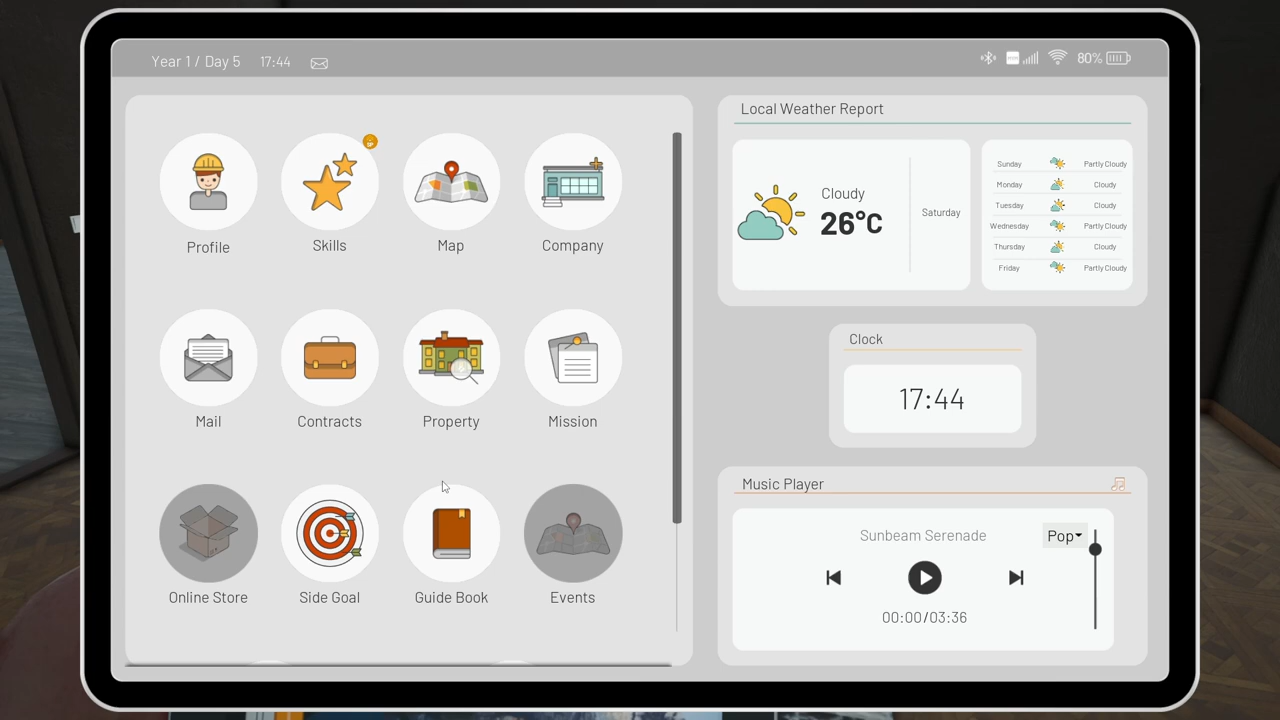 Year 1 / Day 5 17:44
80%
Profile
Skills
Map
Company
Mail
Contracts
Property
Mission
Online Store
Side Goal
Guide Book
Events
Local Weather Report
Cloudy
26°C
Saturday
Sunday Partly Cloudy
Monday Cloudy
Tuesday Cloudy
Wednesday Partly Cloudy
Thursday Cloudy
Friday Partly Cloudy
Clock
17:44
Music Player
Sunbeam Serenade
Pop
00:00/03:36